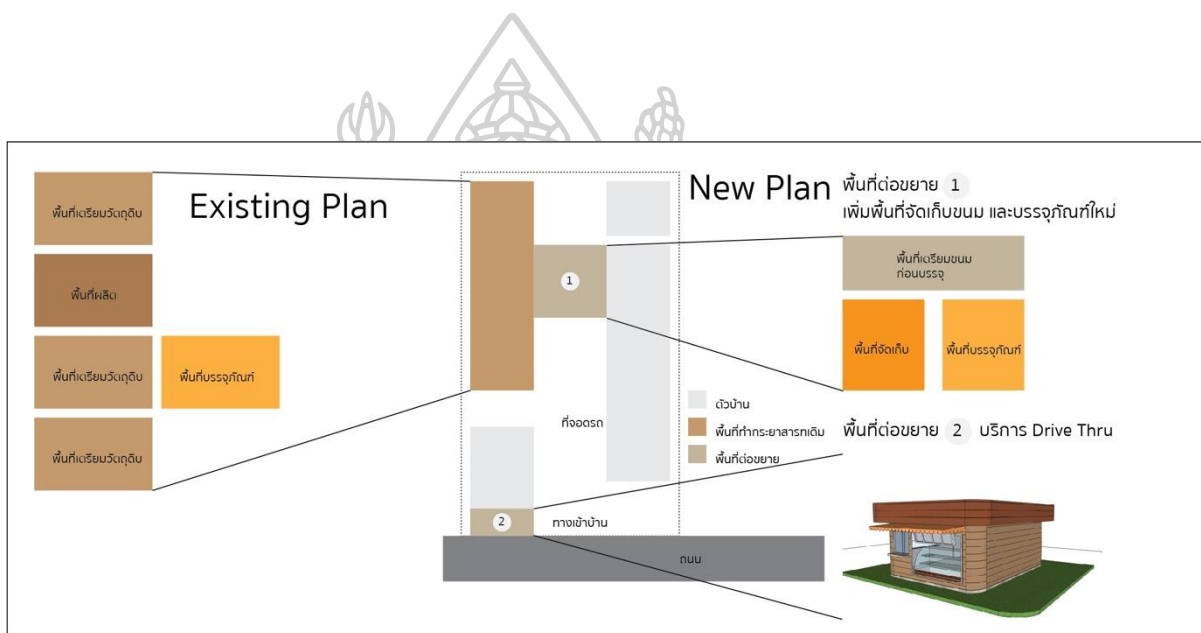 Existing Plan
พื้นที่เตรียมวัตถุดิบ
พื้นที่ผลิต
พื้นที่เตรียมวัตถุดิบ
พื้นที่บรรจุภัณฑ์
พื้นที่เตรียมวัตถุดิบ
1
ที่จอดรถ
2
ทางเข้าบ้าน
ถนน
New Plan
พื้นที่ต่อขยาย 1
เพิ่มพื้นที่จัดเก็บขนม และบรรจุภัณฑ์ใหม่
พื้นที่เตรียมขนม
ก่อนบรรจุ
พื้นที่จัดเก็บ
พื้นที่บรรจุภัณฑ์
ตัวบ้าน
พื้นที่ทำกระยาสารทเดิม
พื้นที่ต่อขยาย
พื้นที่ต่อขยาย 2 บริการ Drive Thru